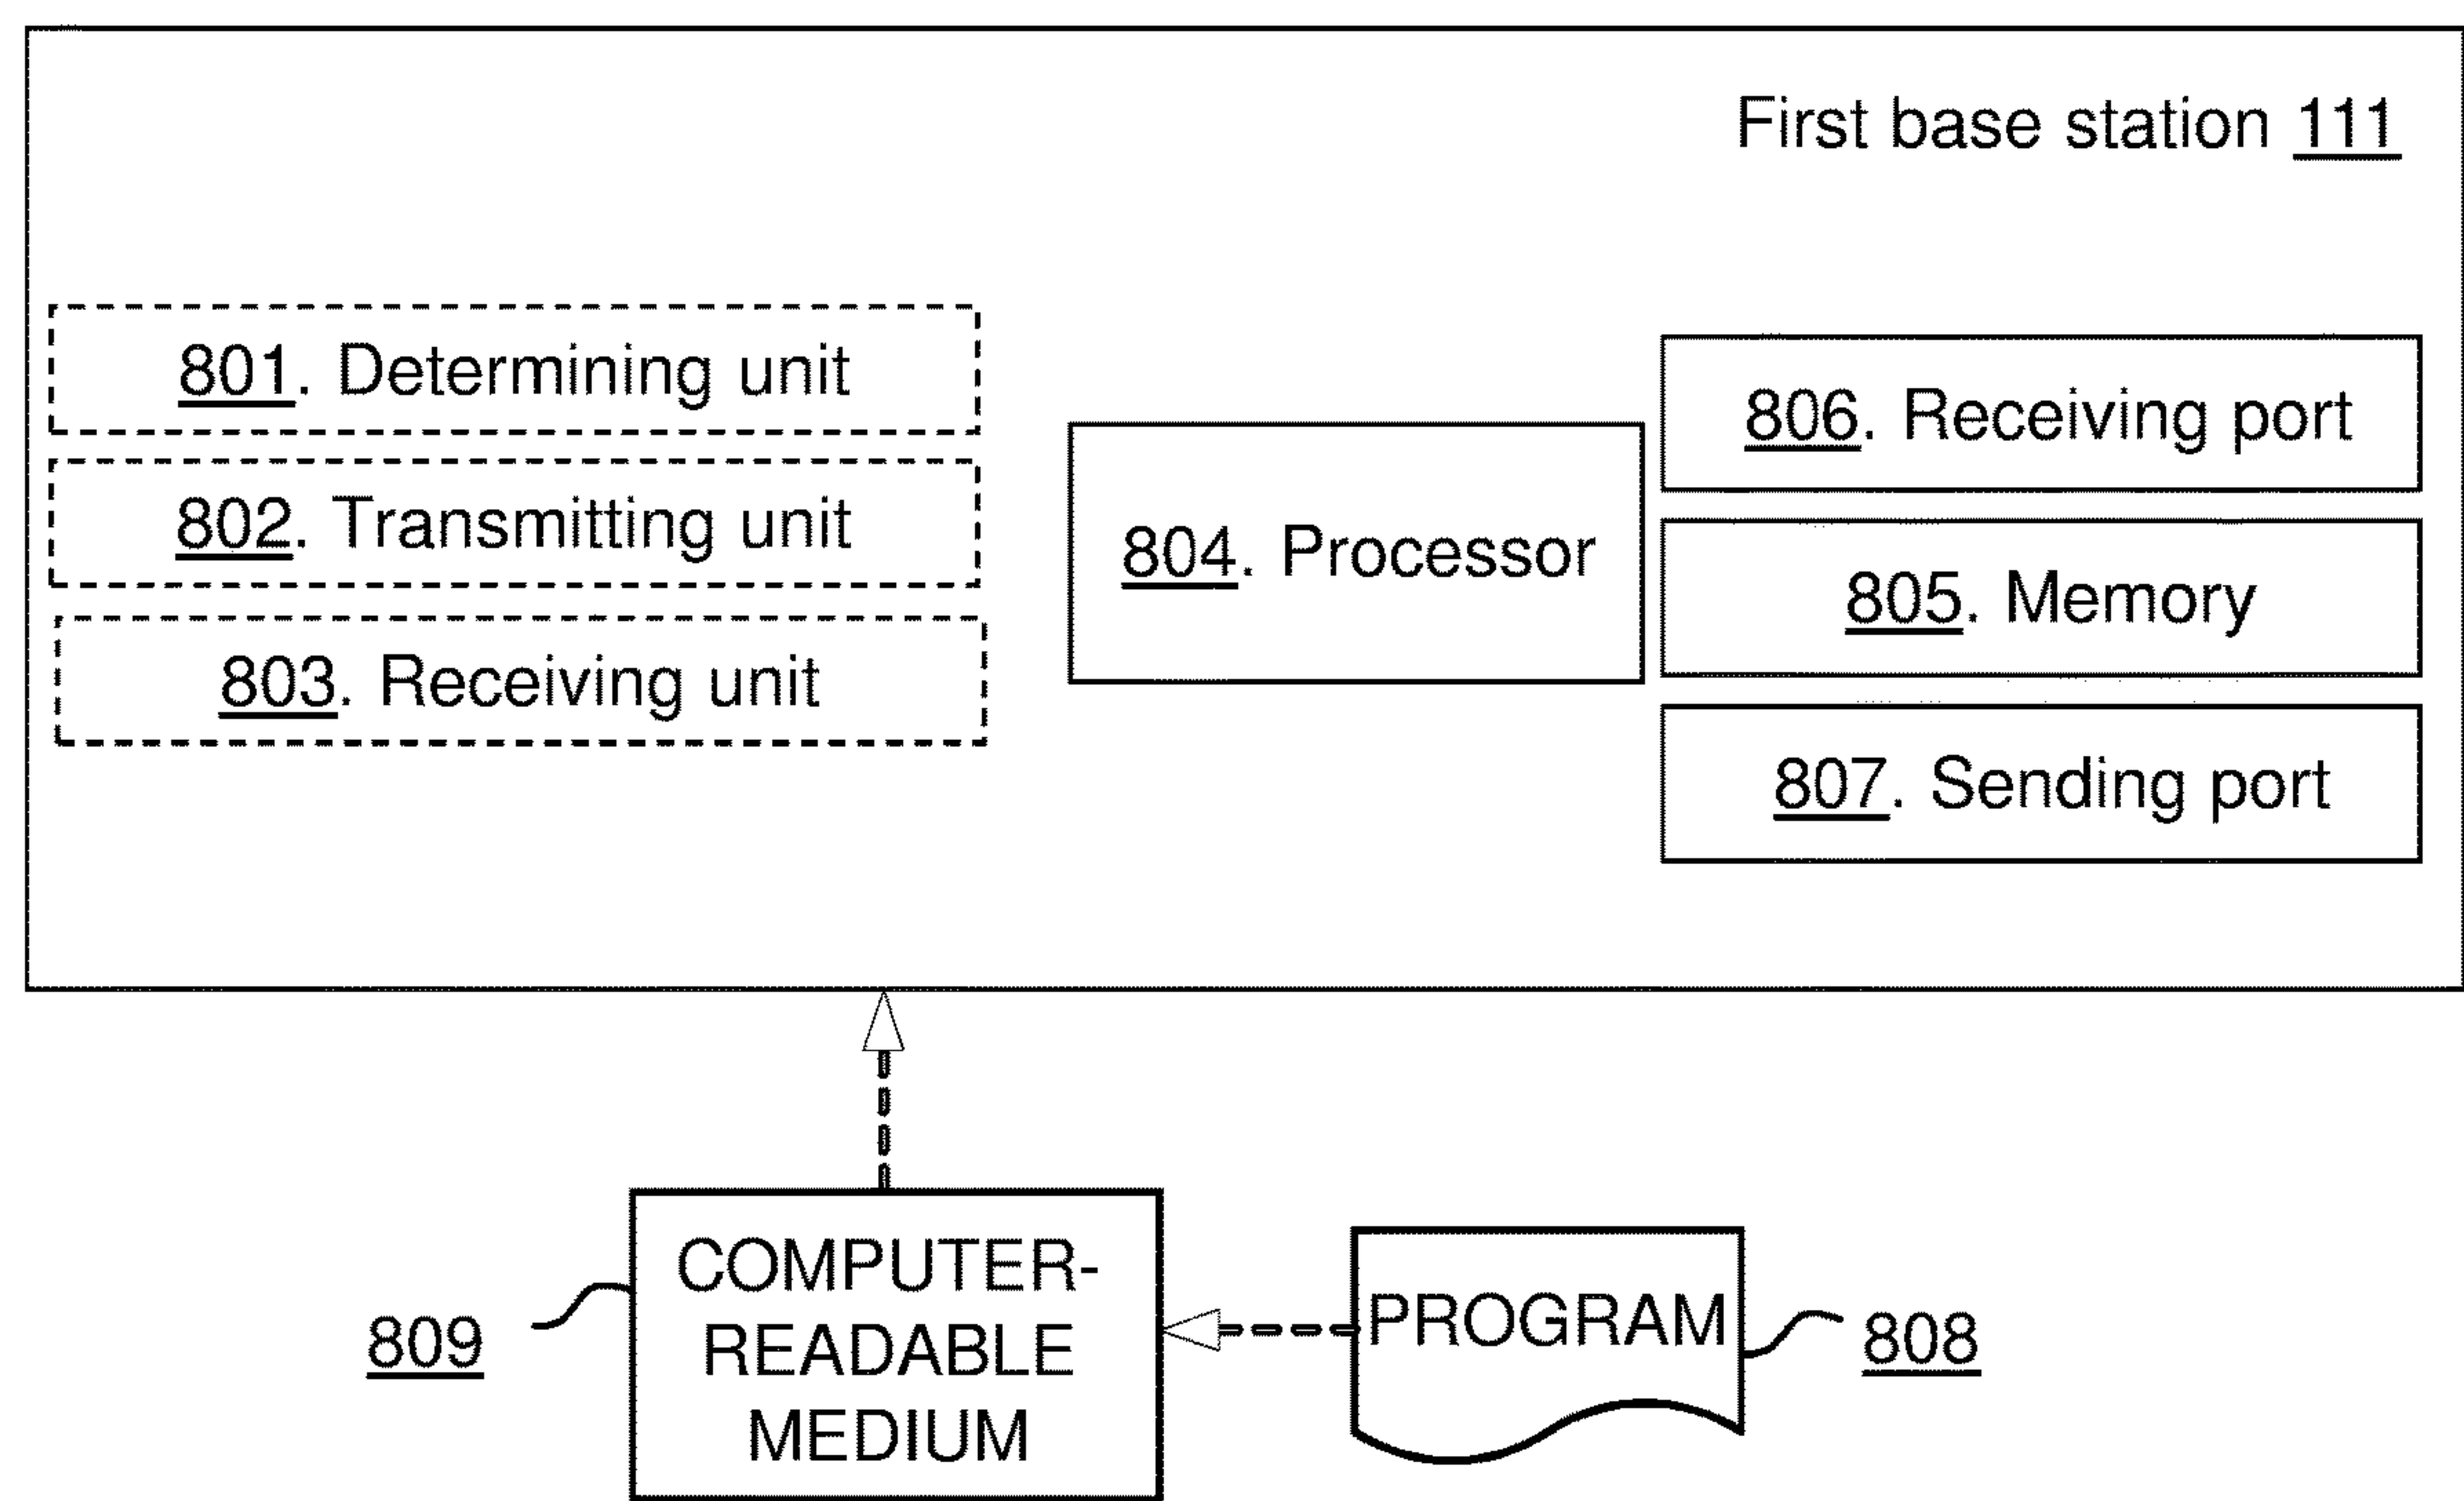 First base station 111
801. Determining unit
802. Transmitting unit
803. Receiving unit
804. Processor
806. Receiving port
805. Memory
807. Sending port
COMPUTER-
READABLE
MEDIUM
809
PROGRAM
808